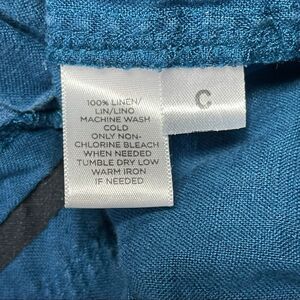 100% LINEN/
LIN/LINO
MACHINE WASH
COLD
ONLY NON-
CHLORINE BLEACH
WHEN NEEDED
TUMBLE DRY LOW
WARM IRON
IF NEEDED
C